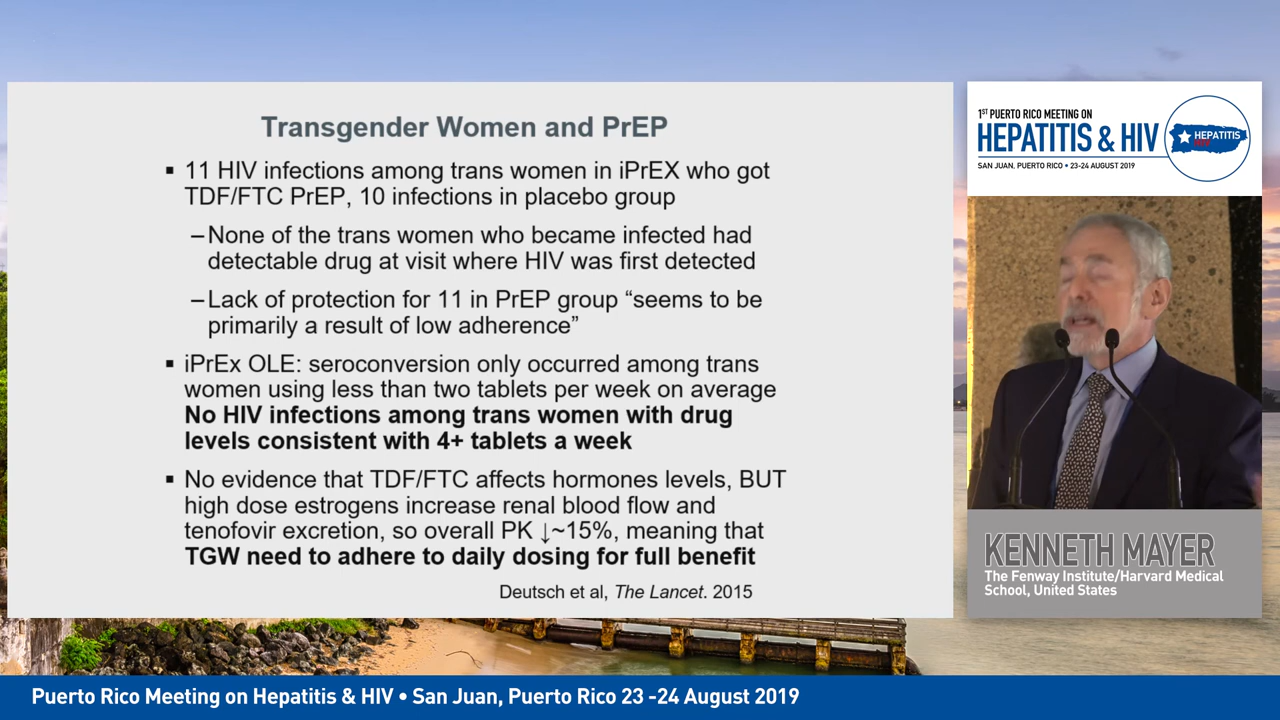 Transgender Women and PrEP
▪ 11 HIV infections among trans women in iPrEX who got
TDF/FTC PrEP, 10 infections in placebo group
–None of the trans women who became infected had
detectable drug at visit where HIV was first detected
–Lack of protection for 11 in PrEP group “seems to be
primarily a result of low adherence”
▪ iPrEx OLE: seroconversion only occurred among trans
women using less than two tablets per week on average
No HIV infections among trans women with drug
levels consistent with 4+ tablets a week
▪ No evidence that TDF/FTC affects hormones levels, BUT
high dose estrogens increase renal blood flow and
tenofovir excretion, so overall PK ↓~15%, meaning that
TGW need to adhere to daily dosing for full benefit
Deutsch et al, The Lancet. 2015
1ST PUERTO RICO MEETING ON
HEPATITIS & HIV
SAN JUAN, PUERTO RICO • 23-24 AUGUST 2019
HEPATITIS
KENNETH MAYER
The Fenway Institute/Harvard Medical
School, United States
Puerto Rico Meeting on Hepatitis & HIV • San Juan, Puerto Rico 23 -24 August 2019